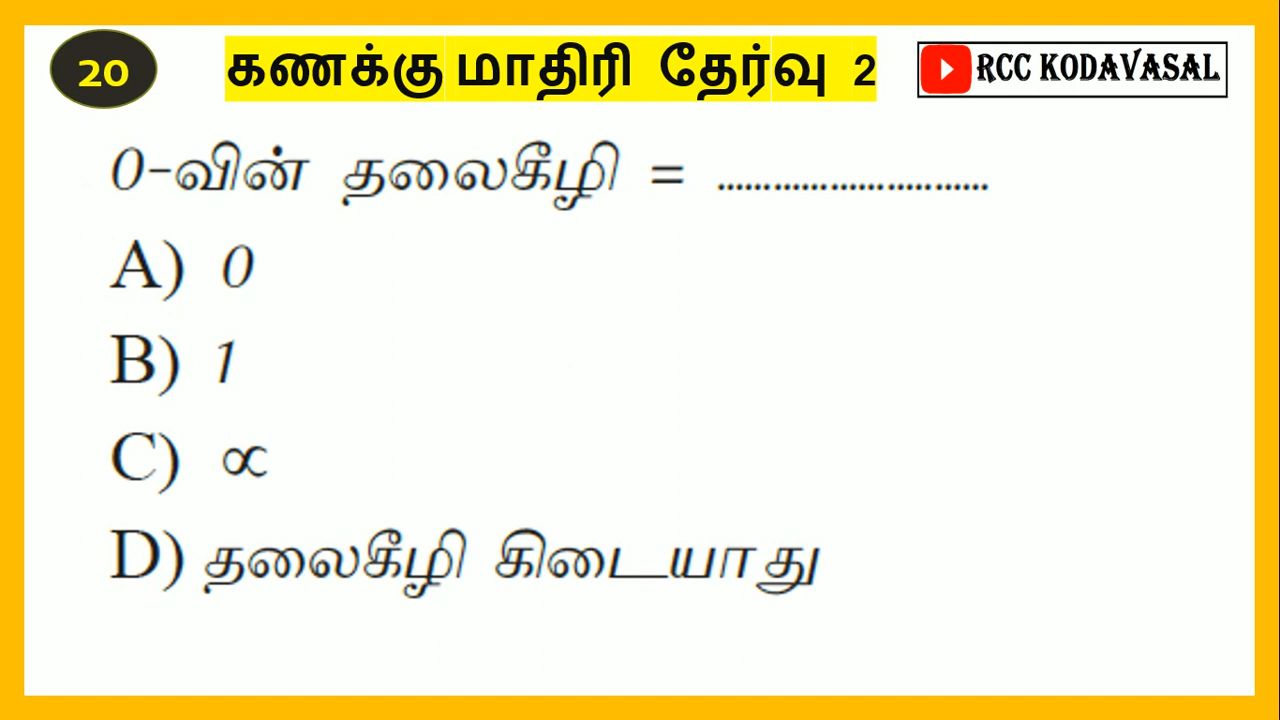 20 கணக்கு மாதிரி தேர்வு 2 RCC KODAVASAL
0-வின் தலைகீழி = ...........................
A) 0
B) 1
C) ∝
D) தலைகீழி கிடையாது